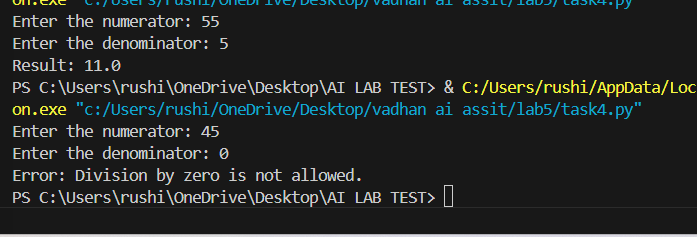 on.exe "c:/Users/rushi/OneDrive/Desktop/vadhan ai assit/lab5/task4.py"
Enter the numerator: 55
Enter the denominator: 5
Result: 11.0
PS C:\Users\rushi\OneDrive\Desktop\AI LAB TEST> & C:/Users/rushi/AppData/Loc
on.exe "c:/Users/rushi/OneDrive/Desktop/vadhan ai assit/lab5/task4.py"
Enter the numerator: 45
Enter the denominator: 0
Error: Division by zero is not allowed.
PS C:\Users\rushi\OneDrive\Desktop\AI LAB TEST>